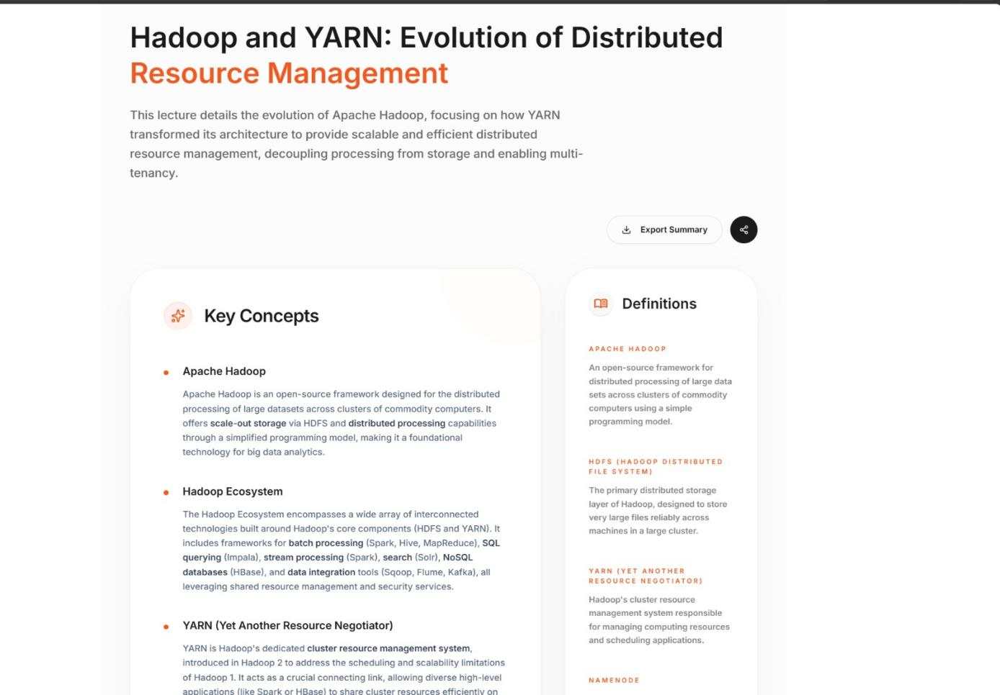 Hadoop and YARN: Evolution of Distributed
Resource Management
This lecture details the evolution of Apache Hadoop, focusing on how YARN
transformed its architecture to provide scalable and efficient distributed
resource management, decoupling processing from storage and enabling multi-
tenancy.
Export Summary
Key Concepts
Apache Hadoop
Apache Hadoop is an open-source framework designed for the distributed
processing of large datasets across clusters of commodity computers. It
offers scale-out storage via HDFS and distributed processing capabilities
through a simplified programming model, making it a foundational
technology for big data analytics.
Hadoop Ecosystem
The Hadoop Ecosystem encompasses a wide array of interconnected
technologies built around Hadoop's core components (HDFS and YARN). It
includes frameworks for batch processing (Spark, Hive, MapReduce), SQL
querying (Impala), stream processing (Spark), search (Solr), NoSQL
databases (HBase), and data integration tools (Sqoop, Flume, Kafka), all
leveraging shared resource management and security services.
YARN (Yet Another Resource Negotiator)
YARN is Hadoop's dedicated cluster resource management system,
introduced in Hadoop 2 to address the scheduling and scalability limitations
of Hadoop 1. It acts as a crucial connecting link, allowing diverse high-level
applications (like Spark or HBase) to share cluster resources efficiently on
Definitions
APACHE HADOOP
An open-source framework for
distributed processing of large data
sets across clusters of commodity
computers using a simple
programming model.
HDFS (HADOOP DISTRIBUTED
FILE SYSTEM)
The primary distributed storage
layer of Hadoop, designed to store
very large files reliably across
machines in a large cluster.
YARN (YET ANOTHER
RESOURCE NEGOTIATOR)
Hadoop's cluster resource
management system responsible
for managing computing resources
and scheduling applications.
NAMENODE